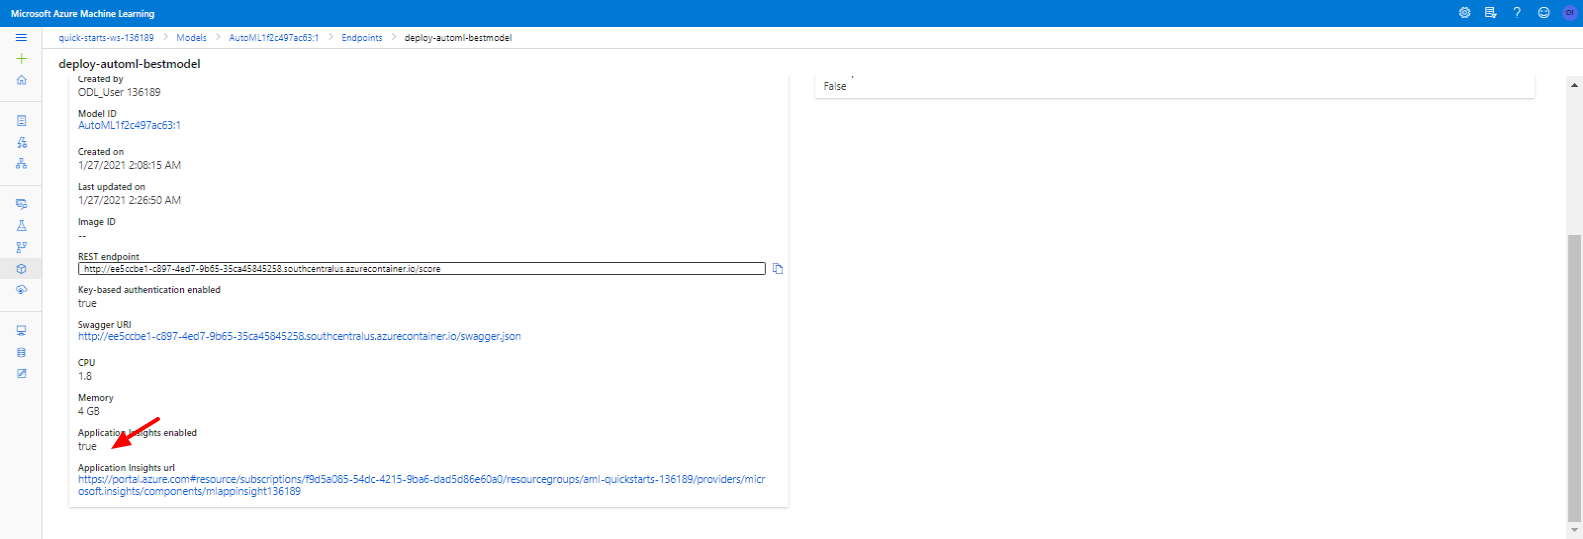 Microsoft Azure Machine Learning
quick-starts-ws-136189 > Models > AutoML1f2c497ac63:1 > Endpoints > deploy-automl-bestmodel
deploy-automl-bestmodel
Created by
ODL_User 136189
Model ID
AutoML1f2c497ac63:1
Created on
1/27/2021 2:08:15 AM
Last updated on
1/27/2021 2:26:50 AM
Image ID
--
REST endpoint
http://ee5ccbe1-c897-4ed7-9b65-35ca45845258.southcentralus.azurecontainer.io/score
Key-based authentication enabled
true
Swagger URI
http://ee5ccbe1-c897-4ed7-9b65-35ca45845258.southcentralus.azurecontainer.io/swagger.json
CPU
1.8
Memory
4 GB
Application Insights enabled
true
Application Insights url
https://portal.azure.com#resource/subscriptions/f9d5a085-54dc-4215-9ba6-dad5d86e60a0/resourcegroups/aml-quickstarts-136189/providers/micr
osoft.insights/components/mlappinsight136189
False